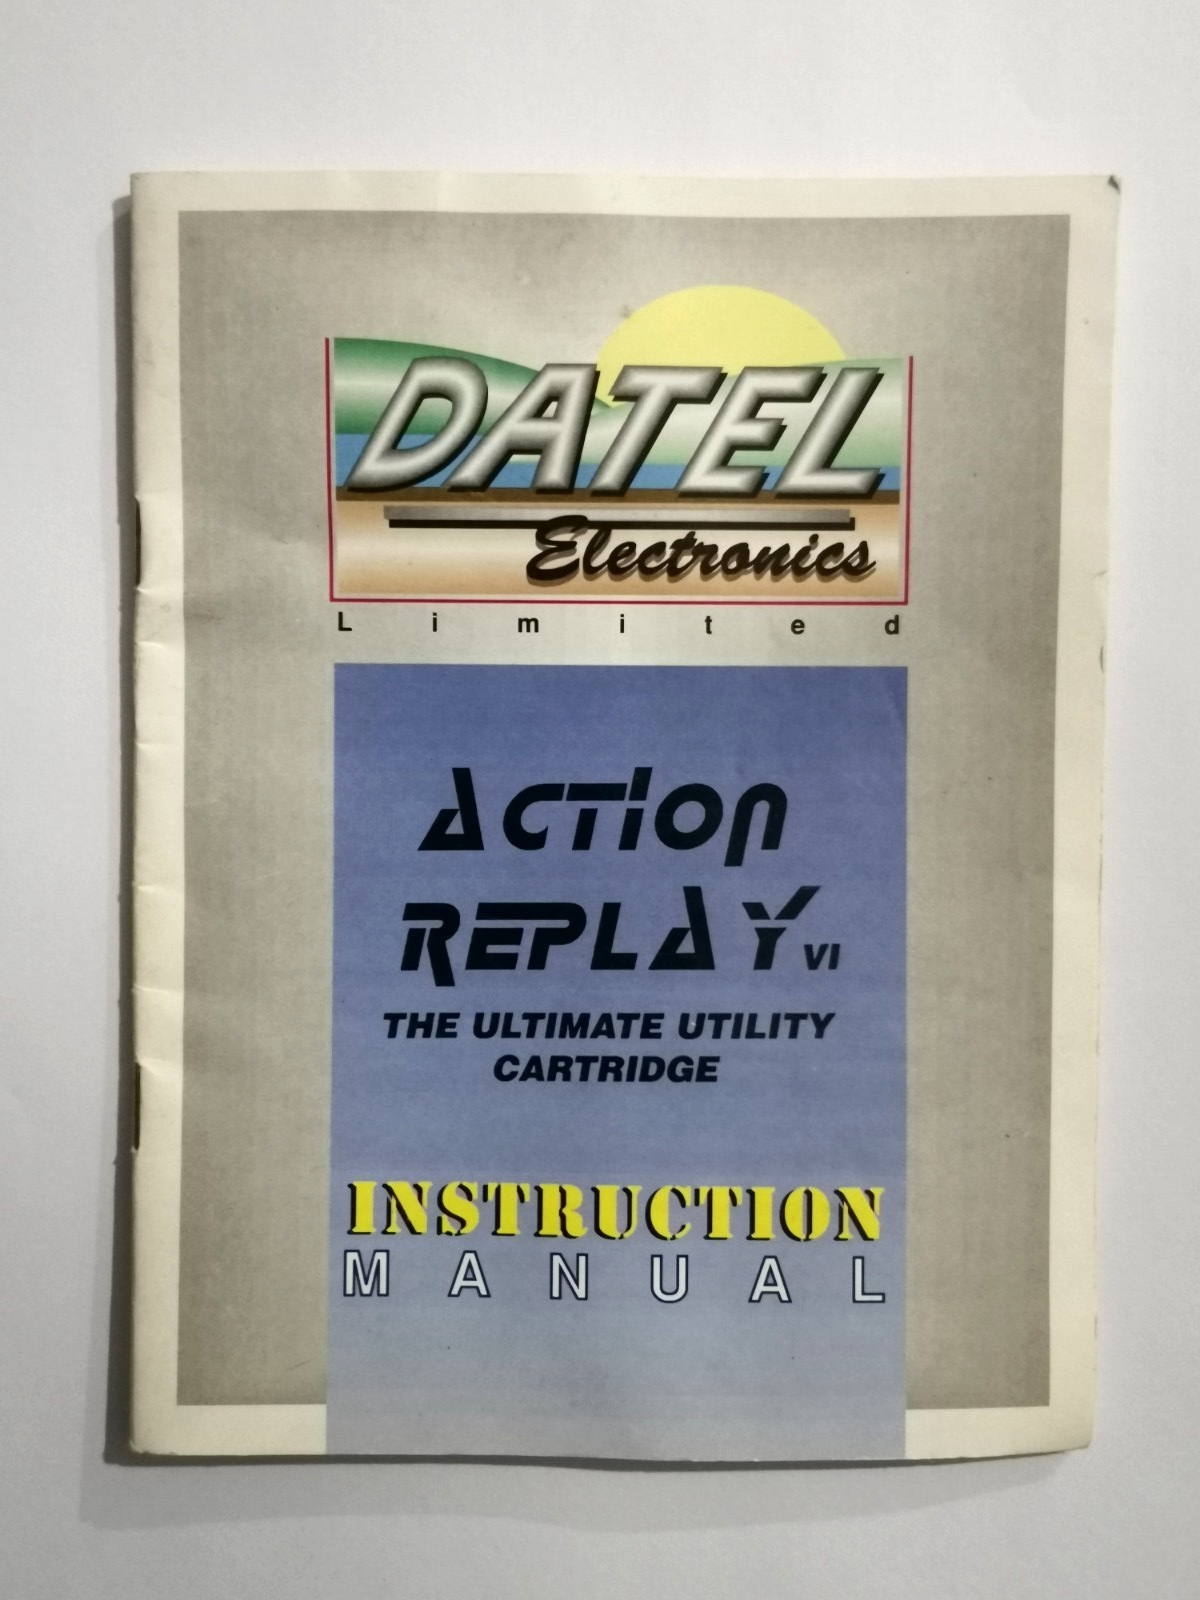 DATEL
Electronics
Limited
ACTION
REPLAY VI
THE ULTIMATE UTILITY
CARTRIDGE
INSTRUCTION
MANUAL